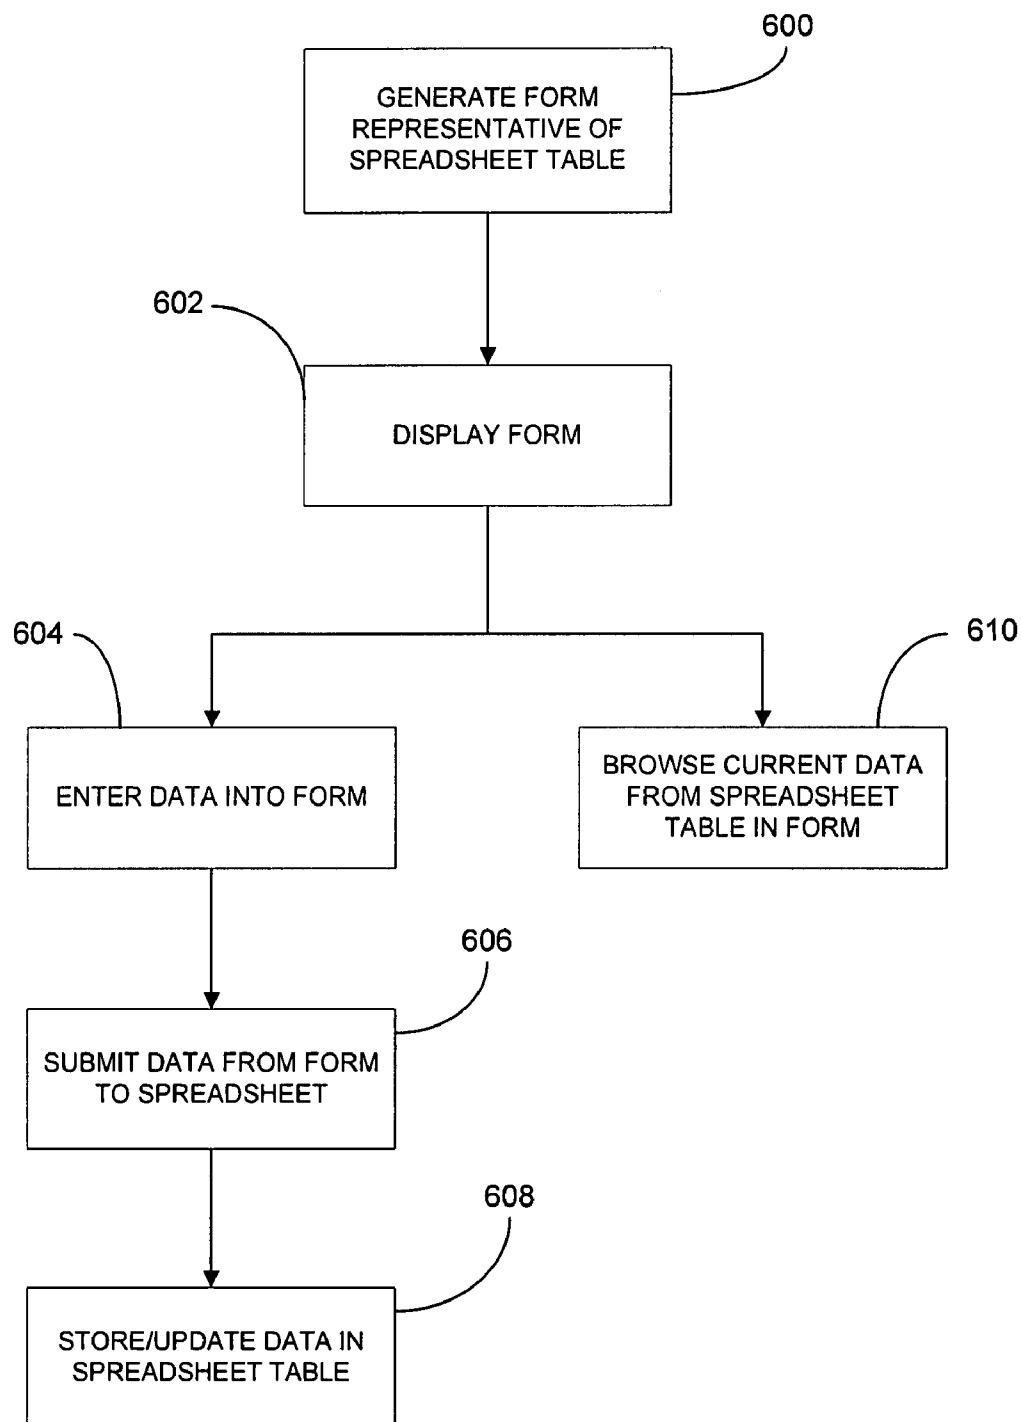 600
GENERATE FORM
REPRESENTATIVE OF
SPREADSHEET TABLE
602
DISPLAY FORM
604
610
ENTER DATA INTO FORM
BROWSE CURRENT DATA
FROM SPREADSHEET
TABLE IN FORM
606
SUBMIT DATA FROM FORM
TO SPREADSHEET
608
STORE/UPDATE DATA IN
SPREADSHEET TABLE